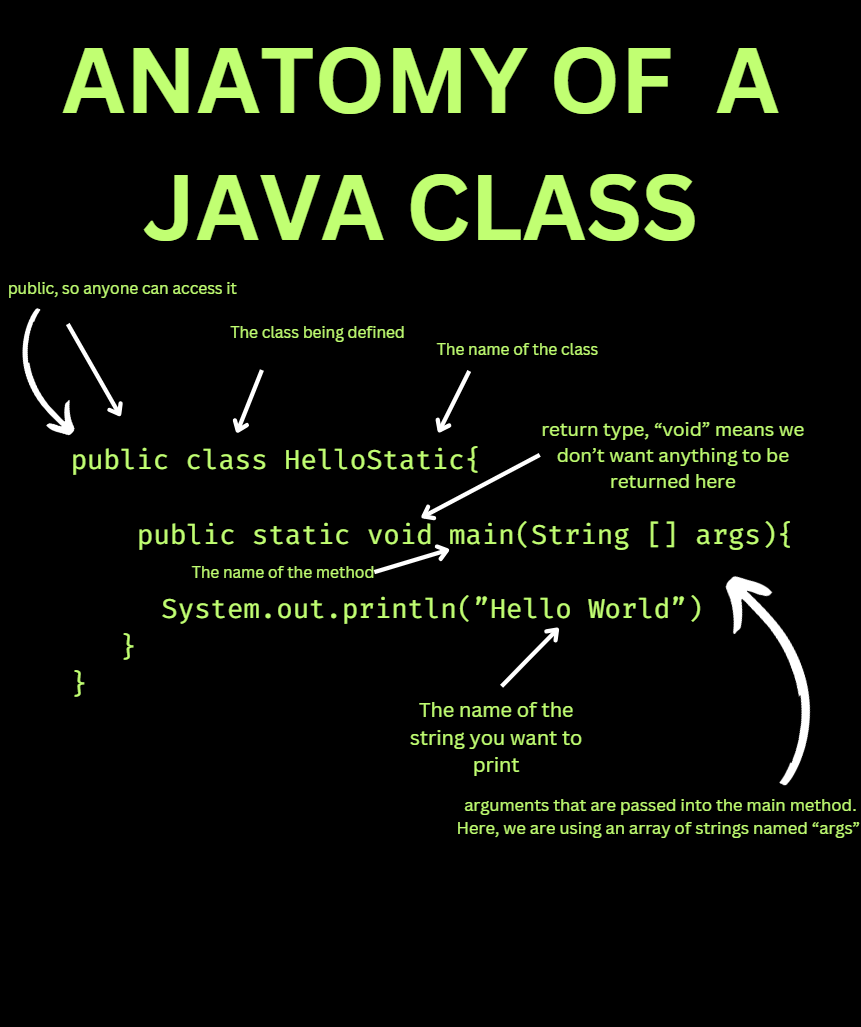 ANATOMY OF A
JAVA CLASS
public, so anyone can access it
The class being defined
The name of the class
public class HelloStatic{
return type, “void” means we
don’t want anything to be
returned here
public static void main(String [] args){
The name of the method
System.out.println(”Hello World”)
}
}
The name of the
string you want to
print
arguments that are passed into the main method.
Here, we are using an array of strings named “args”